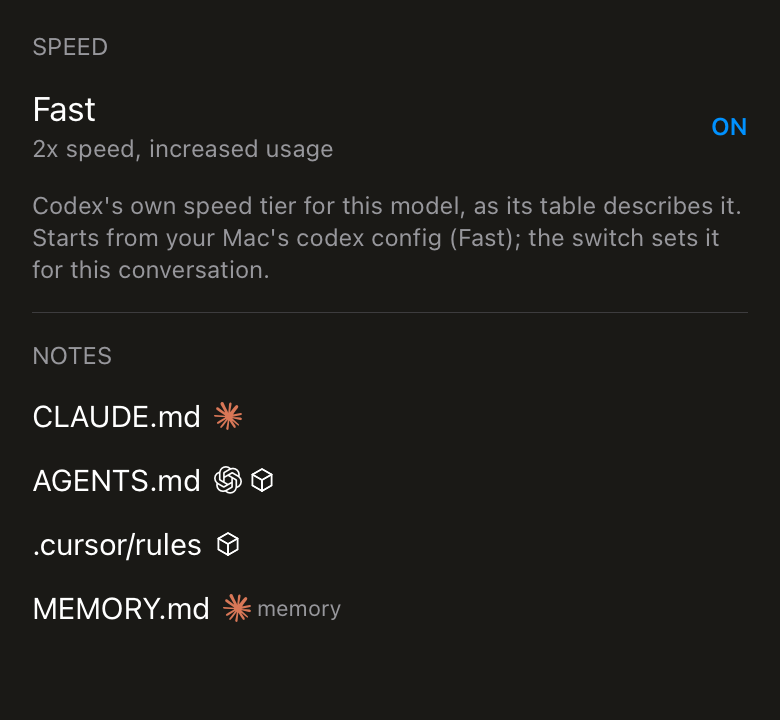 SPEED
Fast
ON
2x speed, increased usage
Codex's own speed tier for this model, as its table describes it.
Starts from your Mac's codex config (Fast); the switch sets it
for this conversation.
NOTES
CLAUDE.md
AGENTS.md
.cursor/rules
MEMORY.md memory